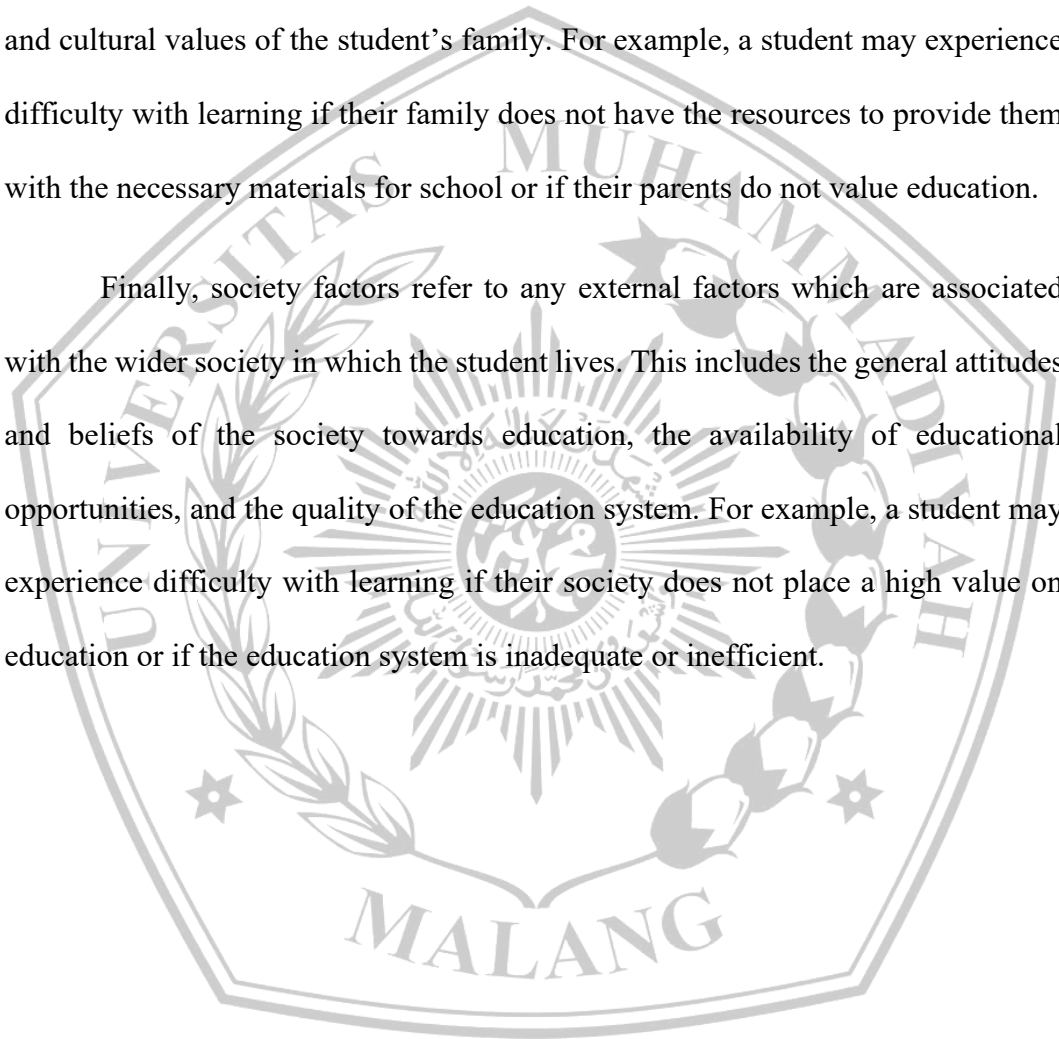 and cultural values of the student’s family. For example, a student may experience
difficulty with learning if their family does not have the resources to provide them
with the necessary materials for school or if their parents do not value education.
Finally, society factors refer to any external factors which are associated
with the wider society in which the student lives. This includes the general attitudes
and beliefs of the society towards education, the availability of educational
opportunities, and the quality of the education system. For example, a student may
experience difficulty with learning if their society does not place a high value on
education or if the education system is inadequate or inefficient.
UNIVERSITAS MUHAMMADIYAH
MALANG